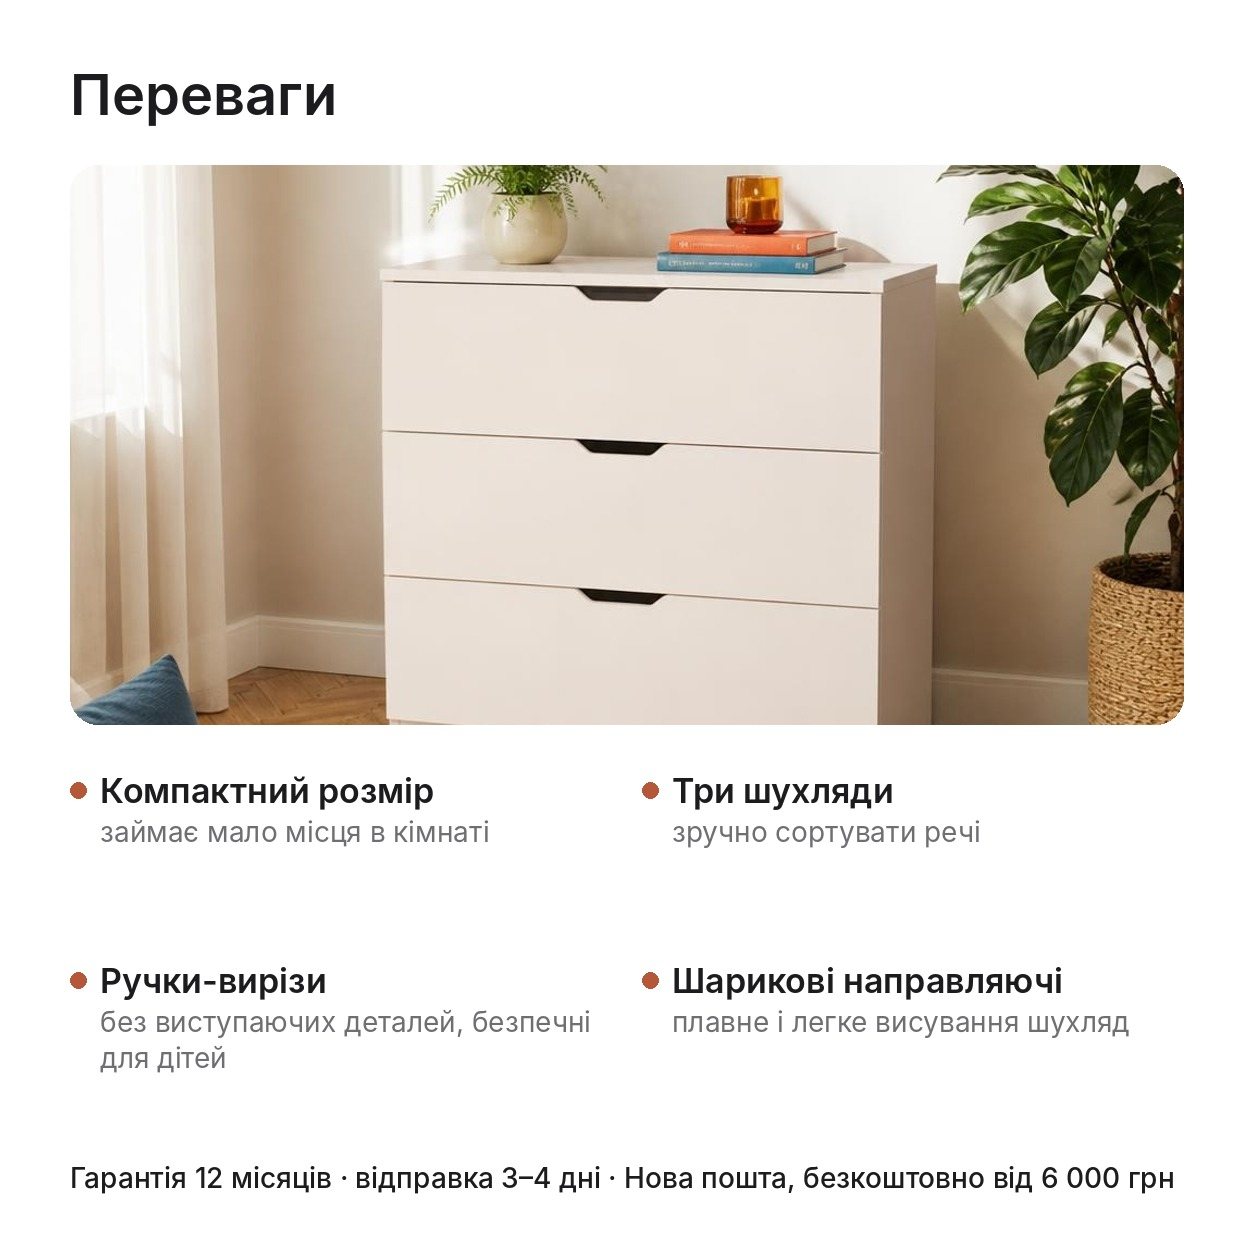 Переваги
Компактний розмір
займає мало місця в кімнаті
Три шухляди
зручно сортувати речі
Ручки-вирізи
без виступаючих деталей, безпечні
для дітей
Шарикові направляючі
плавне і легке висування шухляд
Гарантія 12 місяців · відправка 3–4 дні · Нова пошта, безкоштовно від 6 000 грн